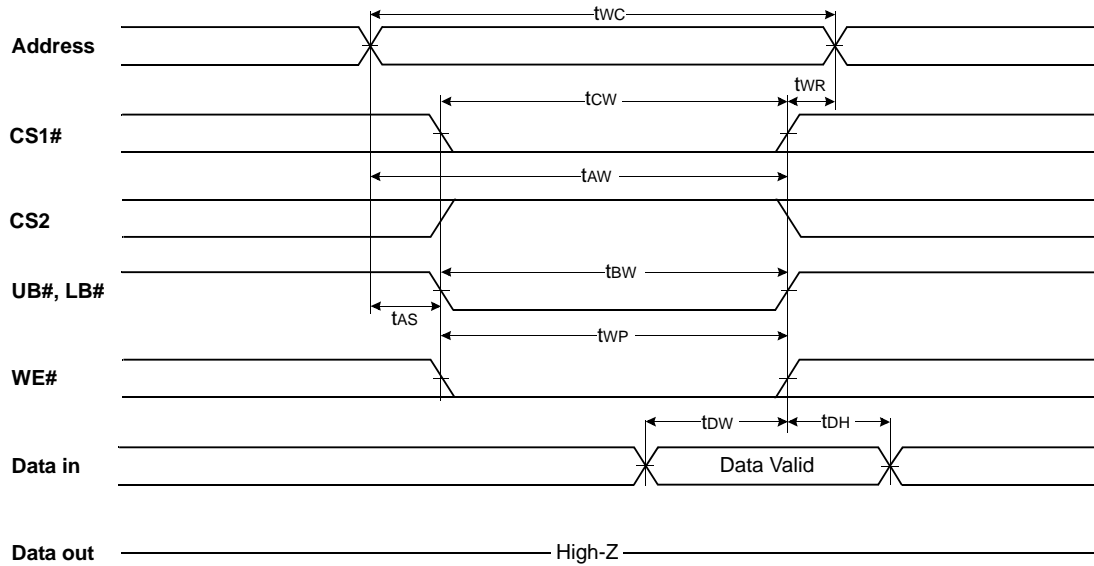 tWC
Address
tCW
tWR
CS1#
tAW
CS2
tBW
UB#, LB#
tAS
tWP
WE#
tDW
tDH
Data in
Data Valid
Data out
High-Z